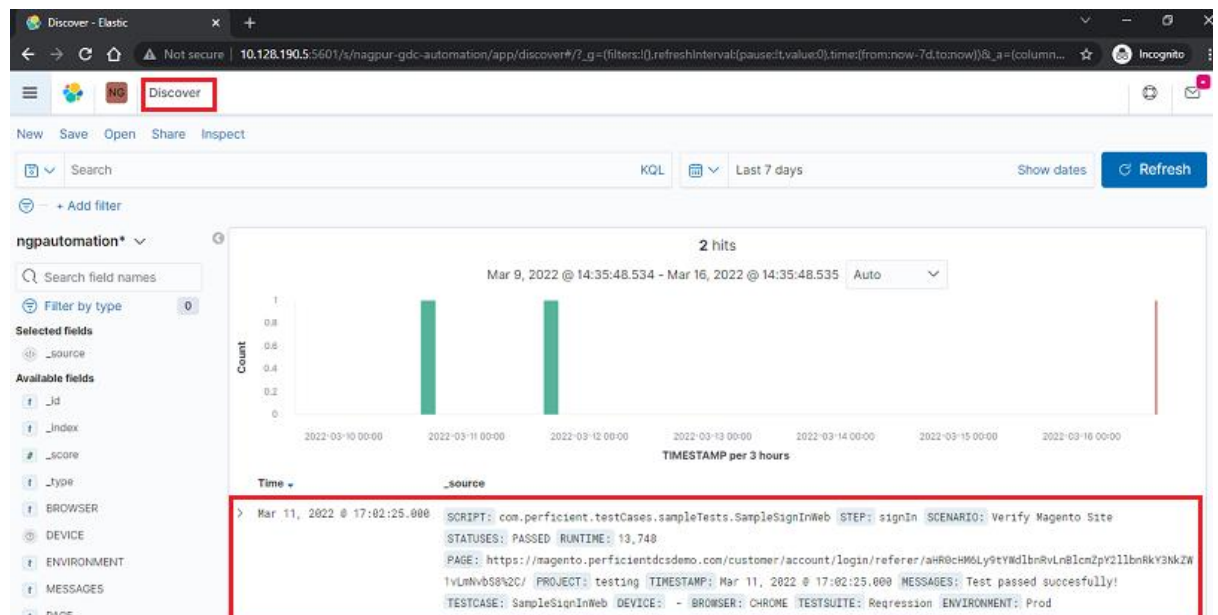 Discover - Elastic
Not secure | 10.128.190.5:5601/s/nagpur-gdc-automation/app/discover#/?_g=(filters:!(),refreshInterval:(pause:!t,value:0),time:(from:now-7d,to:now))&_a=(column...
Incognito
NG Discover
New Save Open Share Inspect
Search KQL Last 7 days Show dates Refresh
+ Add filter
ngpautomation*
2 hits
Search field names
Mar 9, 2022 @ 14:35:48.534 - Mar 16, 2022 @ 14:35:48.535 Auto
Filter by type 0
Selected fields
_source
Available fields
_id
_index
_score
_type
BROWSER
DEVICE
ENVIRONMENT
MESSAGES
PAGE
Count
1
0.8
0.6
0.4
0.2
0
2022-03-10 00:00 2022-03-11 00:00 2022-03-12 00:00 2022-03-13 00:00 2022-03-14 00:00 2022-03-15 00:00 2022-03-16 00:00
TIMESTAMP per 3 hours
Time _source
Mar 11, 2022 @ 17:02:25.000 SCRIPT: com.perficient.testCases.sampleTests.SampleSignInWeb STEP: signIn SCENARIO: Verify Magento Site
STATUSES: PASSED RUNTIME: 13,748
PAGE: https://magento.perficientdcsdemo.com/customer/account/login/referer/
PROJECT: testing TIMESTAMP: Mar 11, 2022 @ 17:02:25.000 MESSAGES: Test passed succesfully!
TESTCASE: SampleSignInWeb DEVICE: - BROWSER: CHROME TESTSUITE: Regression ENVIRONMENT: Prod